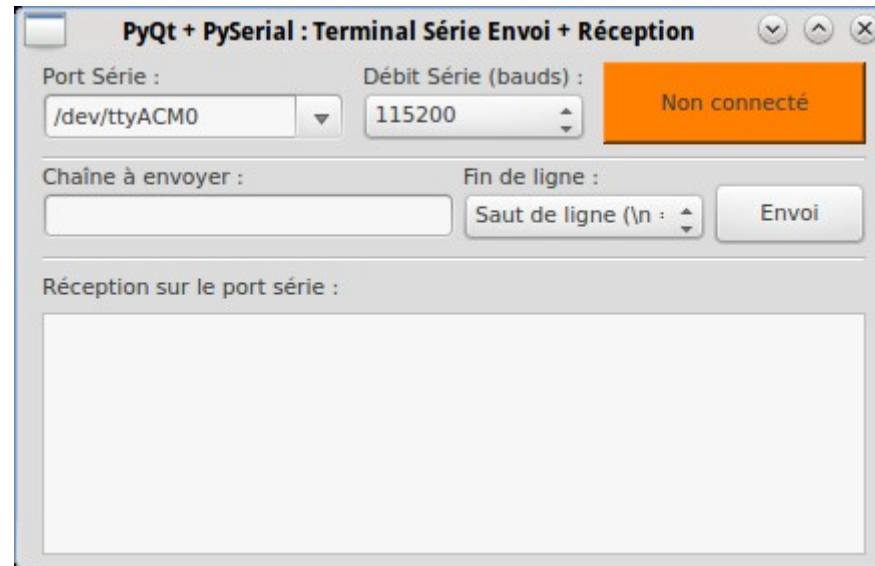 PyQt + PySerial : Terminal Série Envoi + Réception
Port Série : Débit Série (bauds) :
/dev/ttyACM0 115200 Non connecté
Chaîne à envoyer : Fin de ligne :
Saut de ligne (\n : Envoi
Réception sur le port série :